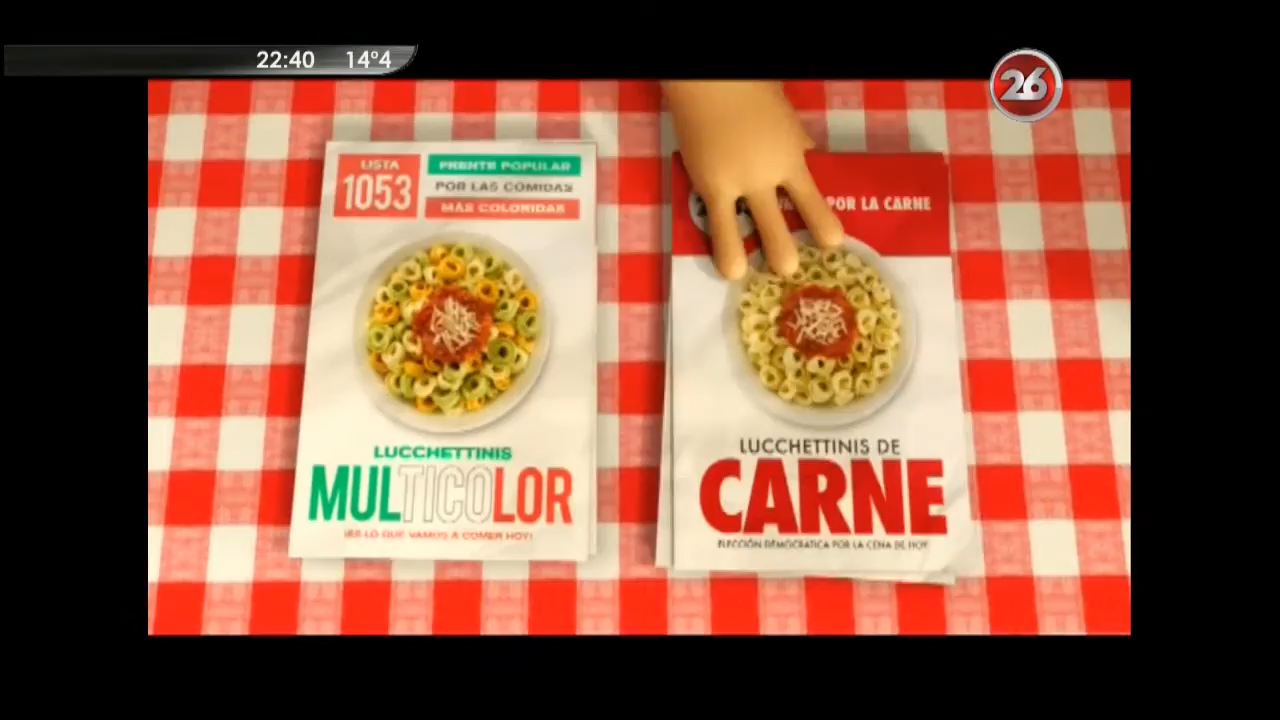 22:40 14°4
26
LISTA
1053
FRENTE POPULAR
POR LAS COMIDAS
MÁS COLORIDAS
LUCCHETTINIS
MULTICOLOR
¡ES LO QUE VAMOS A COMER HOY!
POR LA CARNE
LUCCHETTINIS DE
CARNE
ELECCIÓN DEMOCRÁTICA POR LA CENA DE HOY